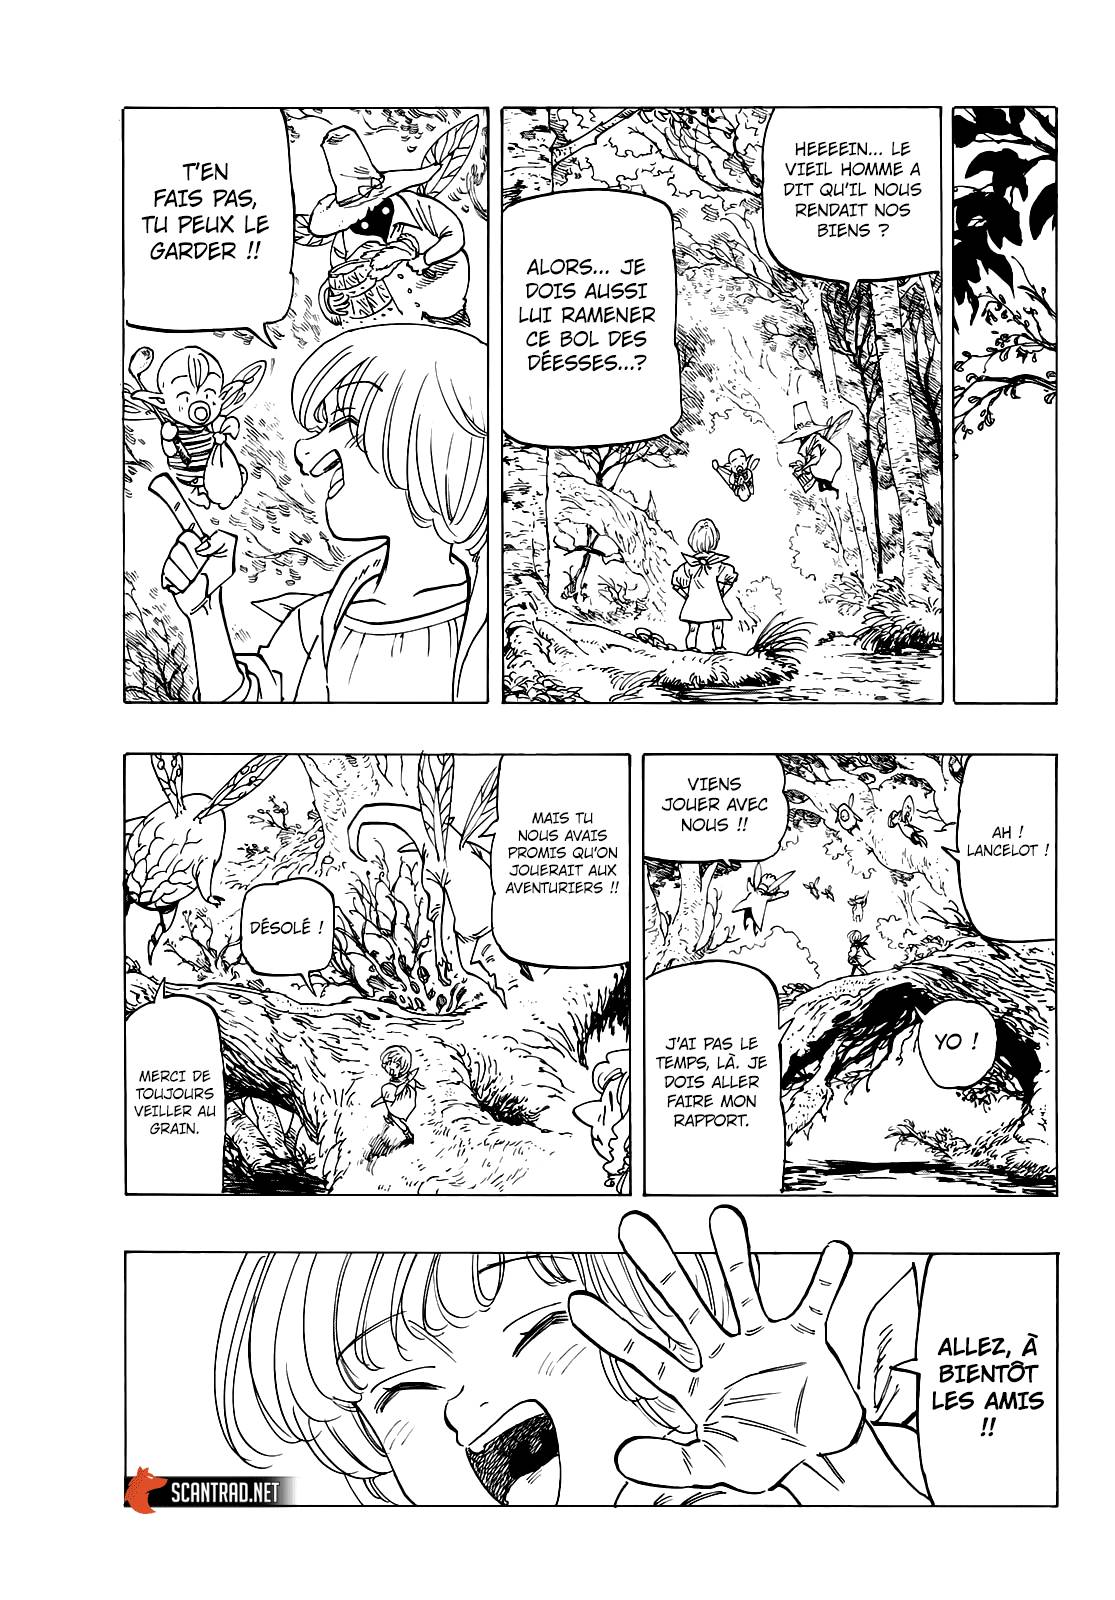 HEEEEIN... LE
VIEIL HOMME A
DIT QU'IL NOUS
RENDAIT NOS
BIENS ?
ALORS... JE
DOIS AUSSI
LUI RAMENER
CE BOL DES
DÉESSES...?
T'EN
FAIS PAS,
TU PEUX LE
GARDER !!
AH !
LANCELOT !
VIENS
JOUER AVEC
NOUS !!
YO !
J'AI PAS LE
TEMPS, LÀ. JE
DOIS ALLER
FAIRE MON
RAPPORT.
MAIS TU
NOUS AVAIS
PROMIS QU'ON
JOUERAIT AUX
AVENTURIERS !!
DÉSOLÉ !
MERCI DE
TOUJOURS
VEILLER AU
GRAIN.
ALLEZ, À
BIENTÔT
LES AMIS
!!
SCANTRAD.NET